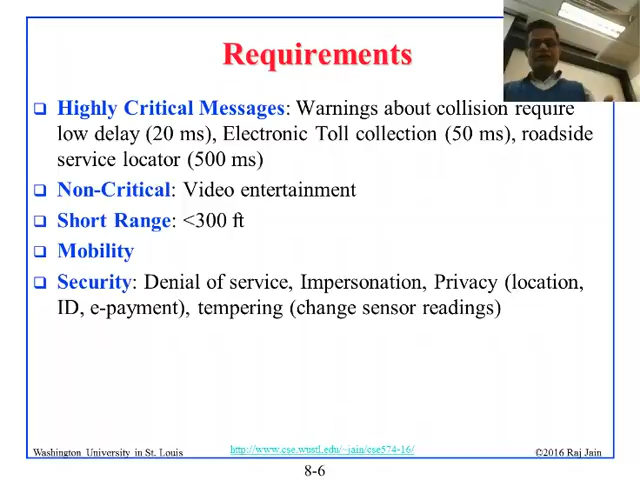 Requirements
❑ Highly Critical Messages: Warnings about collision require
low delay (20 ms), Electronic Toll collection (50 ms), roadside
service locator (500 ms)
❑ Non-Critical: Video entertainment
❑ Short Range: <300 ft
❑ Mobility
❑ Security: Denial of service, Impersonation, Privacy (location,
ID, e-payment), tempering (change sensor readings)
Washington University in St. Louis
http://www.cse.wustl.edu/~jain/cse574-16/
©2016 Raj Jain
8-6